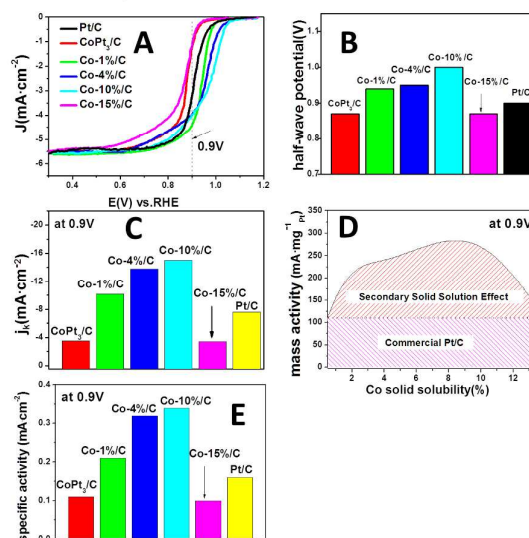 A
Pt/C
CoPt3/C
Co-1%/C
Co-4%/C
Co-10%/C
Co-15%/C
0.9V
J(mA·cm-2)
0
-1
-2
-3
-4
-5
-6
0.4 0.6 0.8 1.0 1.2
E(V) vs.RHE
B
half-wave potential(V)
1.1
1.0
0.9
0.8
0.7
CoPt3/C
Co-1%/C
Co-4%/C
Co-10%/C
Co-15%/C
Pt/C
at 0.9V
C
jk(mA·cm-2)
-20
-16
-12
-8
-4
0
CoPt3/C
Co-1%/C
Co-4%/C
Co-10%/C
Co-15%/C
Pt/C
D
at 0.9V
mass activity (mA·mg-1Pt)
350
300
250
200
150
100
50
0
Secondary Solid Solution Effect
Commercial Pt/C
2 4 6 8 10 12
Co solid solubility(%)
at 0.9V
E
specific activity (mAcm-2)
0.4
0.3
0.2
0.1
0.0
CoPt3/C
Co-1%/C
Co-4%/C
Co-10%/C
Co-15%/C
Pt/C